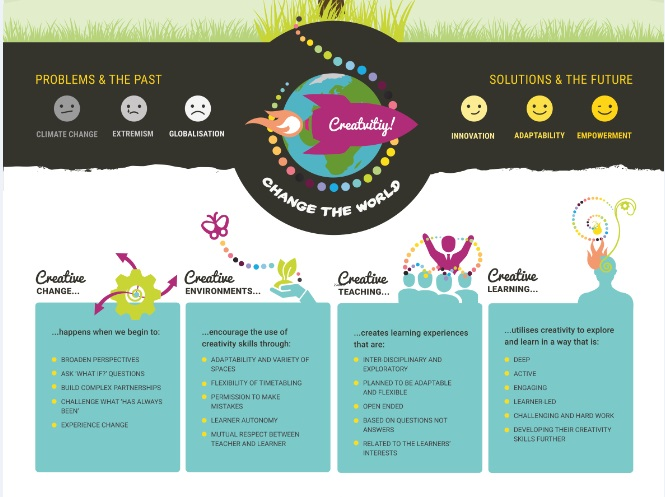 PROBLEMS & THE PAST
CLIMATE CHANGE
EXTREMISM
GLOBALISATION
Creatvitiy!
CHANGE THE WORLD
SOLUTIONS & THE FUTURE
INNOVATION
ADAPTABILITY
EMPOWERMENT
Creative
CHANGE...
...happens when we begin to:
BROADEN PERSPECTIVES
ASK 'WHAT IF?' QUESTIONS
BUILD COMPLEX PARTNERSHIPS
CHALLENGE WHAT 'HAS ALWAYS
BEEN'
EXPERIENCE CHANGE
Creative
ENVIRONMENTS...
...encourage the use of
creativity skills through:
ADAPTABILITY AND VARIETY OF
SPACES
FLEXIBILITY OF TIMETABLING
PERMISSION TO MAKE
MISTAKES
LEARNER AUTONOMY
MUTUAL RESPECT BETWEEN
TEACHER AND LEARNER
Creative
TEACHING...
...creates learning experiences
that are:
INTER DISCIPLINARY AND
EXPLORATORY
PLANNED TO BE ADAPTABLE
AND FLEXIBLE
OPEN ENDED
BASED ON QUESTIONS NOT
ANSWERS
RELATED TO THE LEARNERS'
INTERESTS
Creative
LEARNING...
...utilises creativity to explore
and learn in a way that is:
DEEP
ACTIVE
ENGAGING
LEARNER-LED
CHALLENGING AND HARD WORK
DEVELOPING THEIR CREATIVITY
SKILLS FURTHER